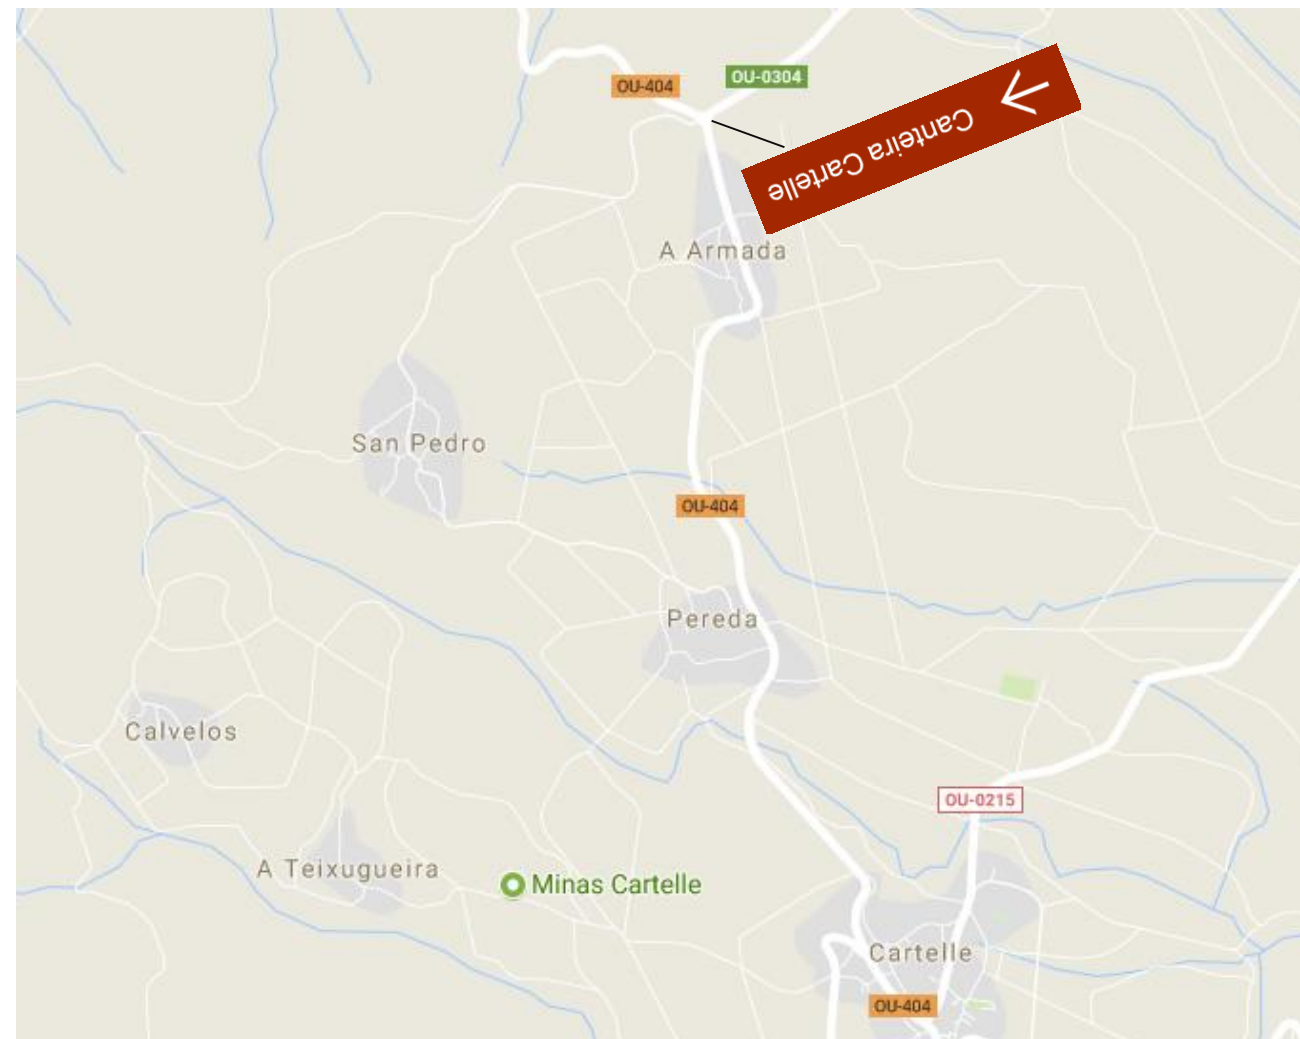 OU-404
OU-0304
Canteira Cartelle
A Armada
San Pedro
OU-404
Pereda
Calvelos
OU-0215
A Teixugueira
Minas Cartelle
Cartelle
OU-404